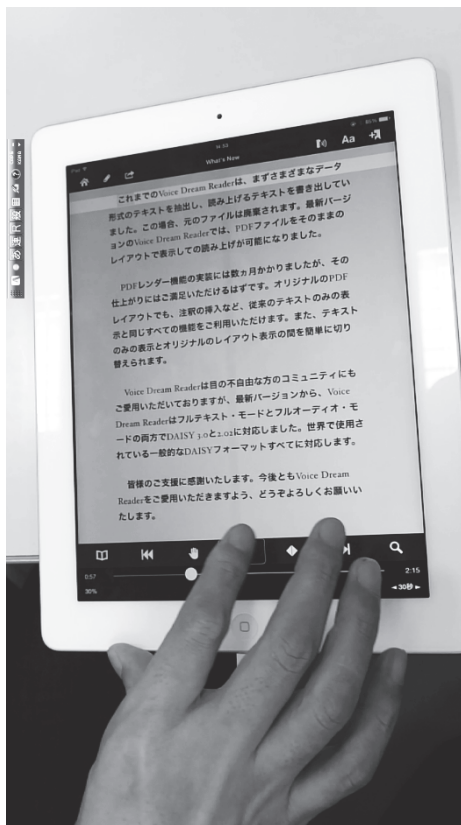 iPad
14:52
86%
What's New
Aa
これまでのVoice Dream Readerは、まずさまざまなデータ
形式のテキストを抽出し、読み上げるテキストを書き出してい
ました。この場合、元のファイルは廃棄されます。最新バージ
ョンのVoice Dream Readerでは、PDFファイルをそのままの
レイアウトで表示しての読み上げが可能になりました。
PDFレンダー機能の実装には数ヵ月かかりましたが、その
仕上がりにはご満足いただけるはずです。オリジナルのPDF
レイアウトでも、注釈の挿入など、従来のテキストのみの表
示と同じすべての機能をご利用いただけます。また、テキスト
のみの表示とオリジナルのレイアウト表示の間を簡単に切り
替えられます。
Voice Dream Readerは目の不自由な方のコミュニティにも
ご愛用いただいておりますが、最新バージョンから、Voice
Dream Readerはフルテキスト・モードとフルオーディオ・モ
ードの両方でDAISY 3.0と2.02に対応しました。世界で使用さ
れている一般的なDAISYフォーマットすべてに対応します。
皆様のご支援に感謝いたします。今後ともVoice Dream
Readerをご愛用いただきますよう、どうぞよろしくお願いい
たします。
0:57
2:15
30%
30秒